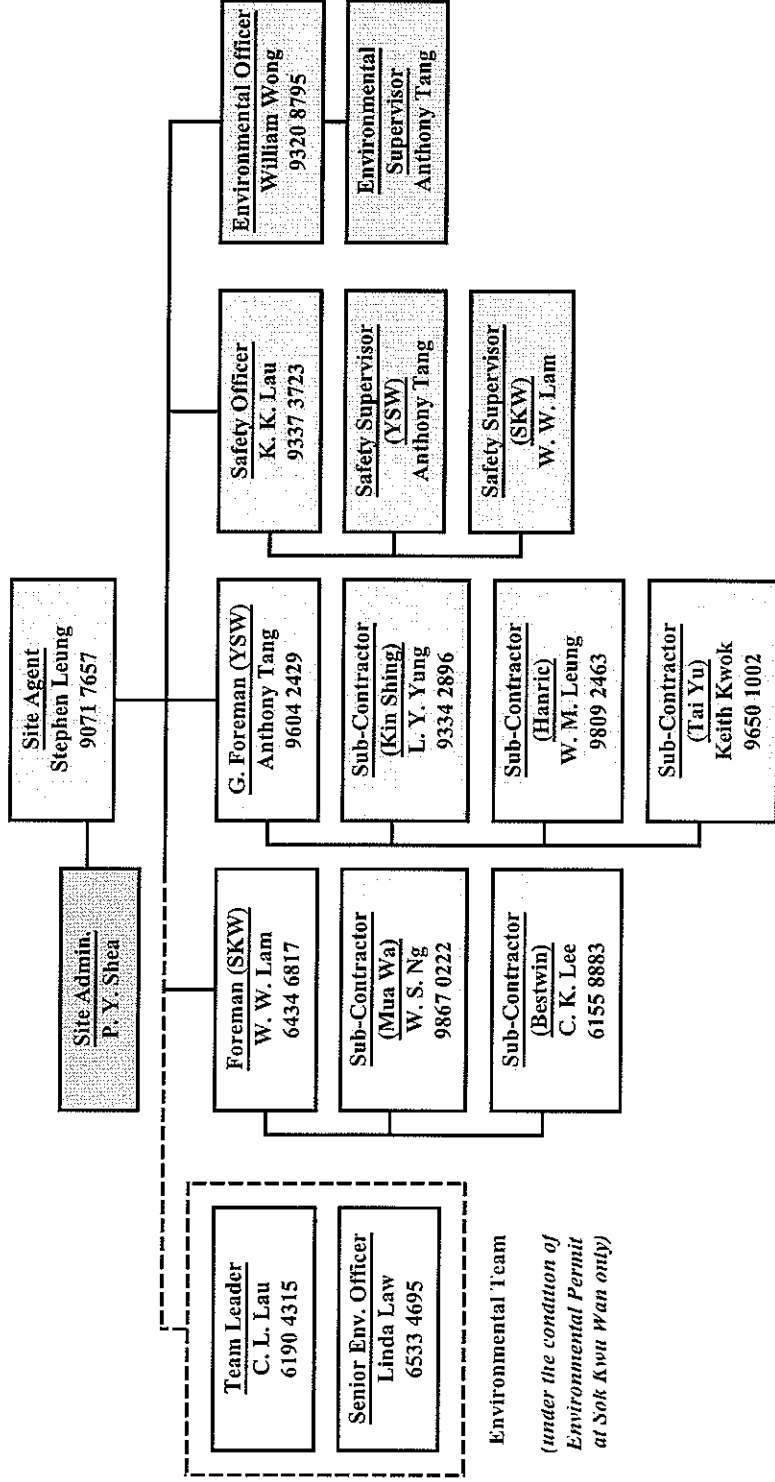 Site Agent
Stephen Leung
9071 7657
Site Admin.
P. Y. Shea
Team Leader
C. L. Lau
6190 4315
Senior Env. Officer
Linda Law
6533 4695
Environmental Team
(under the condition of
Environmental Permit
at Sok Kwu Wan only)
Foreman (SKW)
W. W. Lam
6434 6817
Sub-Contractor
(Mua Wa)
W. S. Ng
9867 0222
Sub-Contractor
(Bestwin)
C. K. Lee
6155 8883
G. Foreman (YSW)
Anthony Tang
9604 2429
Sub-Contractor
(Kin Shing)
L. Y. Yung
9334 2896
Sub-Contractor
(Hanric)
W. M. Leung
9809 2463
Sub-Contractor
(Tai Yu)
Keith Kwok
9650 1002
Safety Officer
K. K. Lau
9337 3723
Safety Supervisor
(YSW)
Anthony Tang
Safety Supervisor
(SKW)
W. W. Lam
Environmental Officer
William Wong
9320 8795
Environmental
Supervisor
Anthony Tang